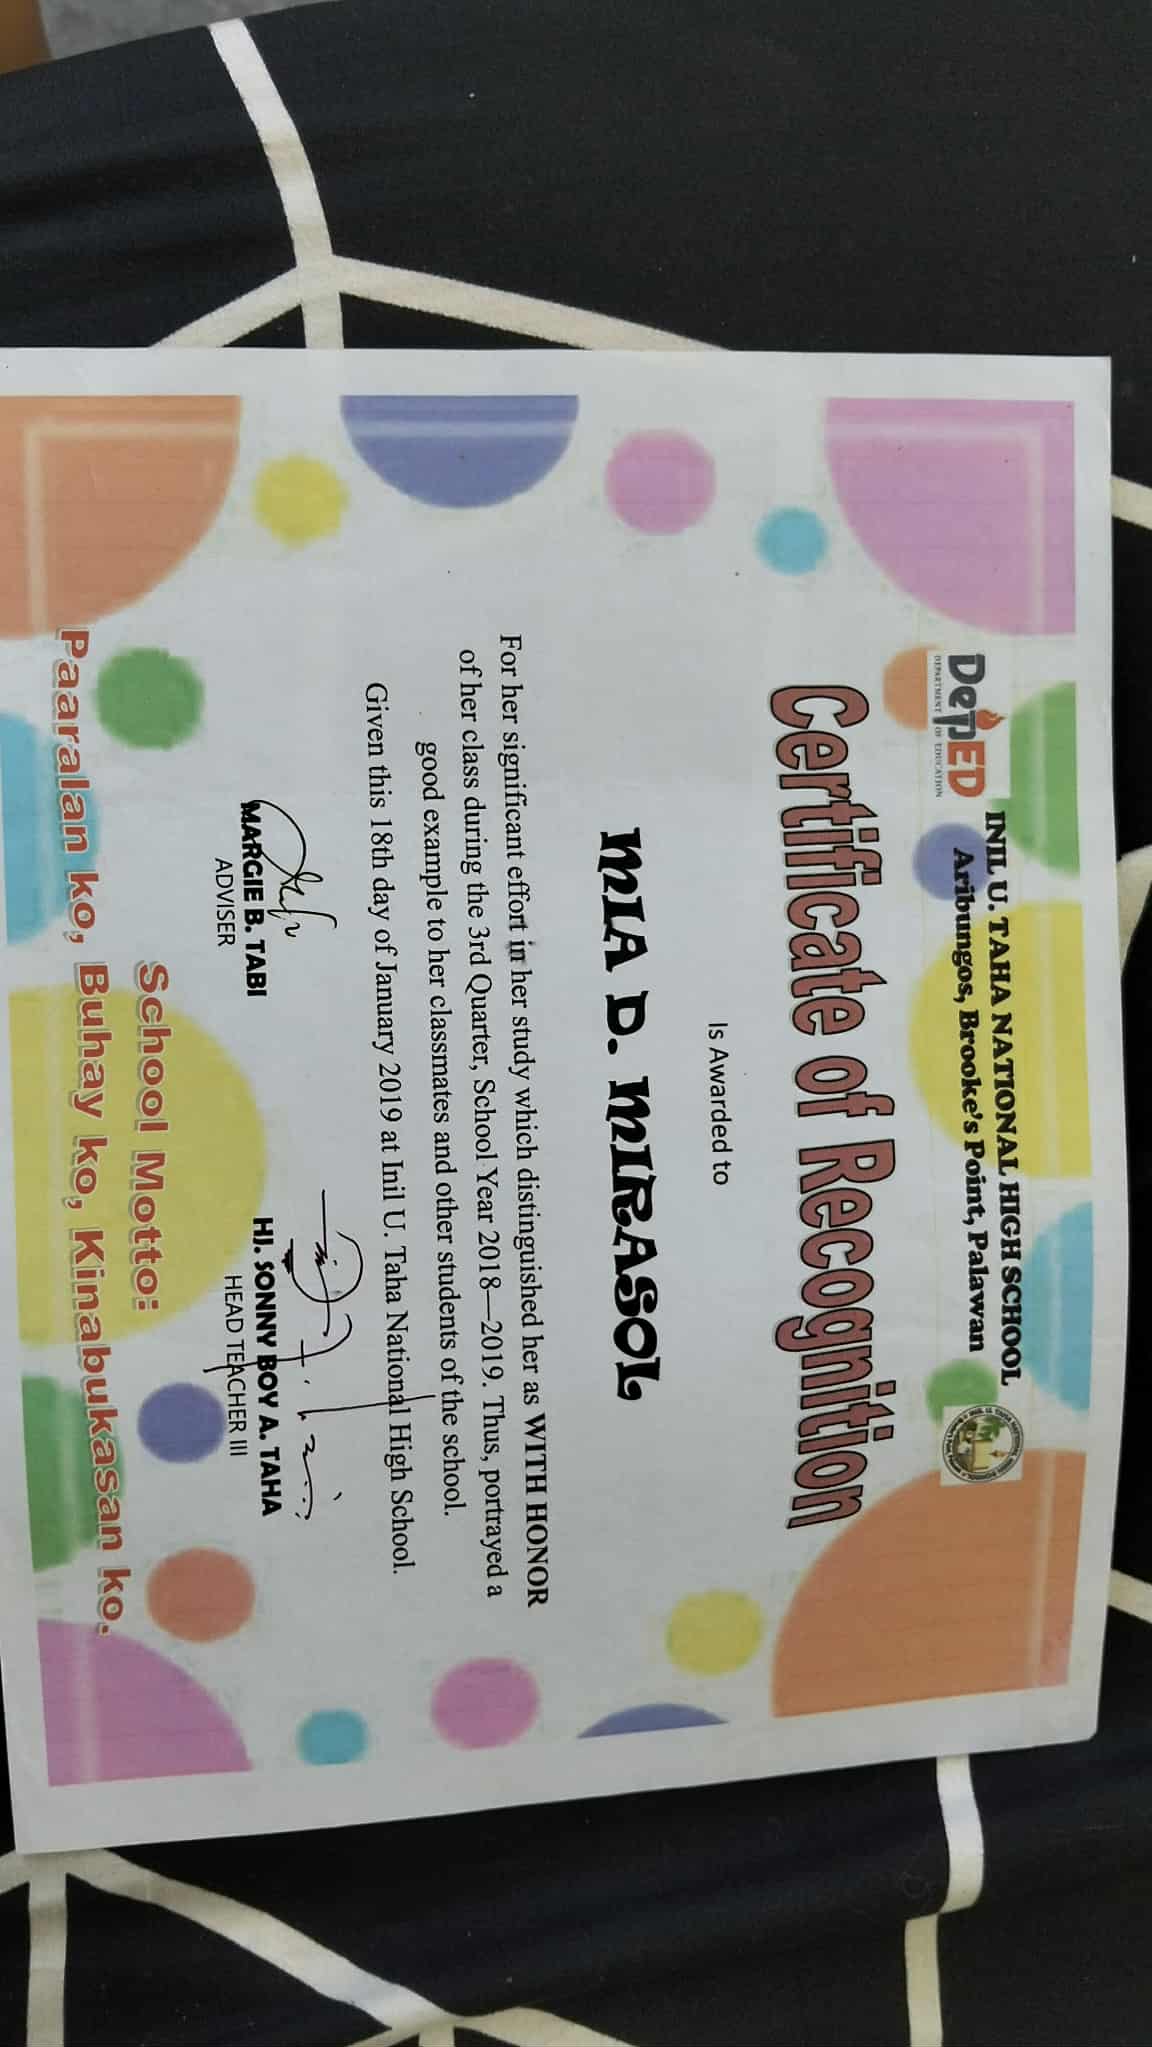 DepED
DEPARTMENT OF EDUCATION
INIL U. TAHA NATIONAL HIGH SCHOOL
Aribungos, Brooke's Point, Palawan
Certificate of Recognition
Is Awarded to
MIA D. MIRASOL
For her significant effort in her study which distinguished her as WITH HONOR
of her class during the 3rd Quarter, School Year 2018—2019. Thus, portrayed a
good example to her classmates and other students of the school.
Given this 18th day of January 2019 at Inil U. Taha National High School.
MARGIE B. TABI
ADVISER
HJ. SONNY BOY A. TAHA
HEAD TEACHER III
School Motto:
Paaralan ko, Buhay ko, Kinabukasan ko.